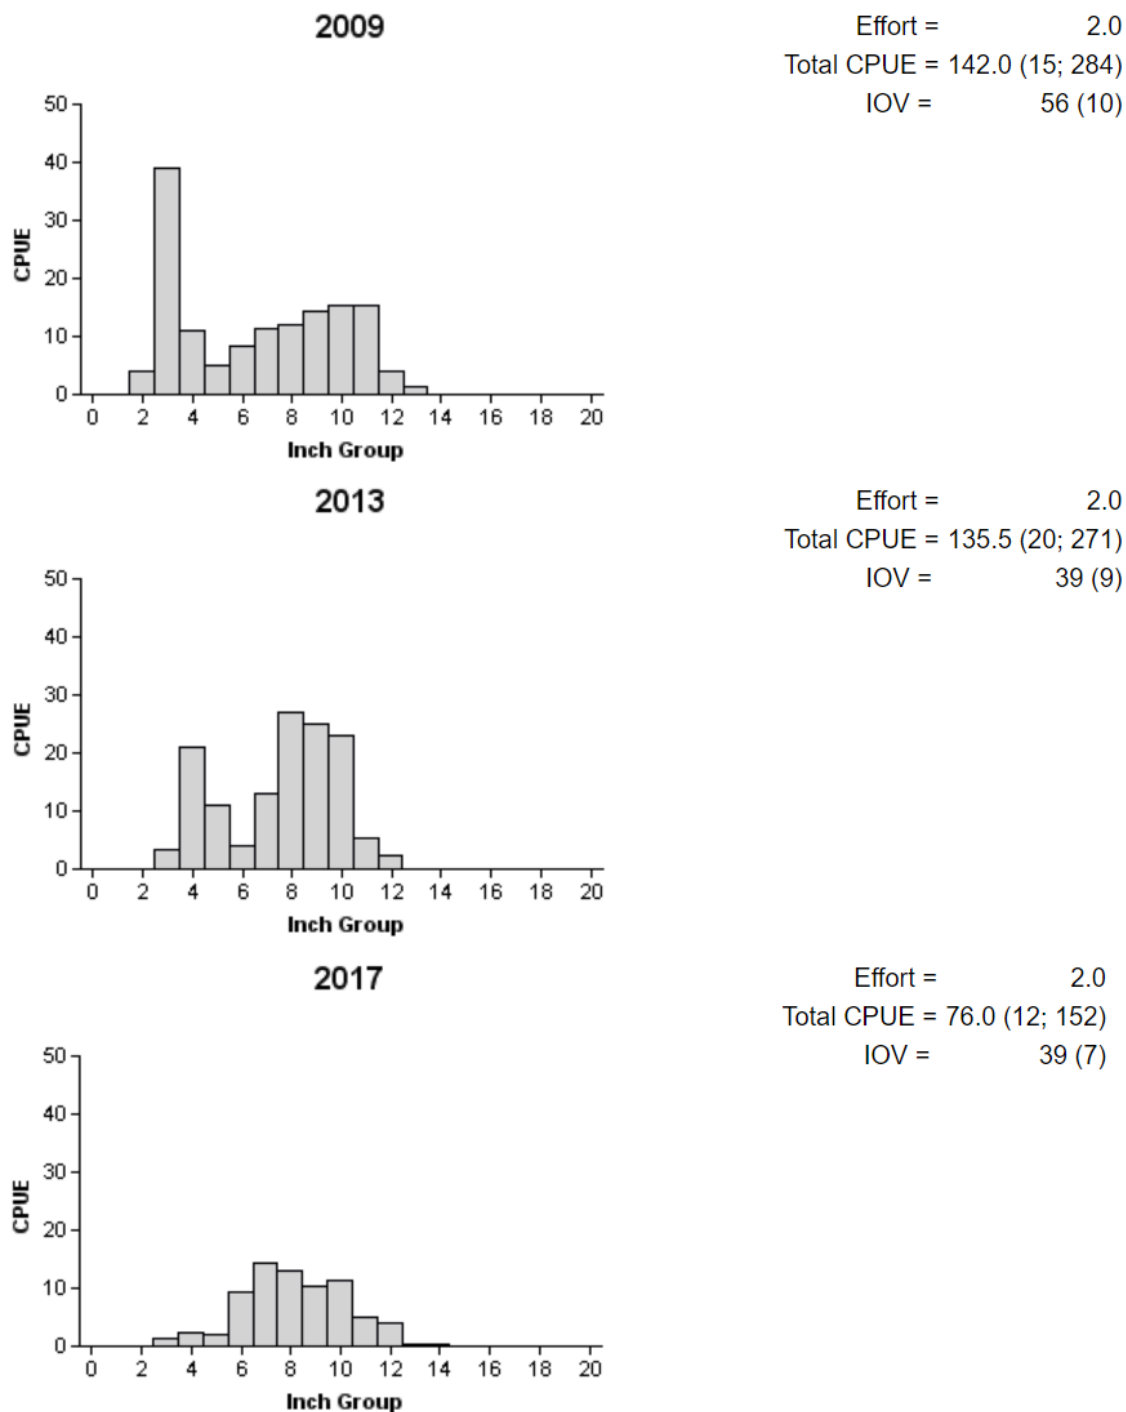 2009
Effort = 2.0
Total CPUE = 142.0 (15; 284)
IOV = 56 (10)
50
40
30
20
10
0
CPUE
0 2 4 6 8 10 12 14 16 18 20
Inch Group
2013
Effort = 2.0
Total CPUE = 135.5 (20; 271)
IOV = 39 (9)
50
40
30
20
10
0
CPUE
0 2 4 6 8 10 12 14 16 18 20
Inch Group
2017
Effort = 2.0
Total CPUE = 76.0 (12; 152)
IOV = 39 (7)
50
40
30
20
10
0
CPUE
0 2 4 6 8 10 12 14 16 18 20
Inch Group